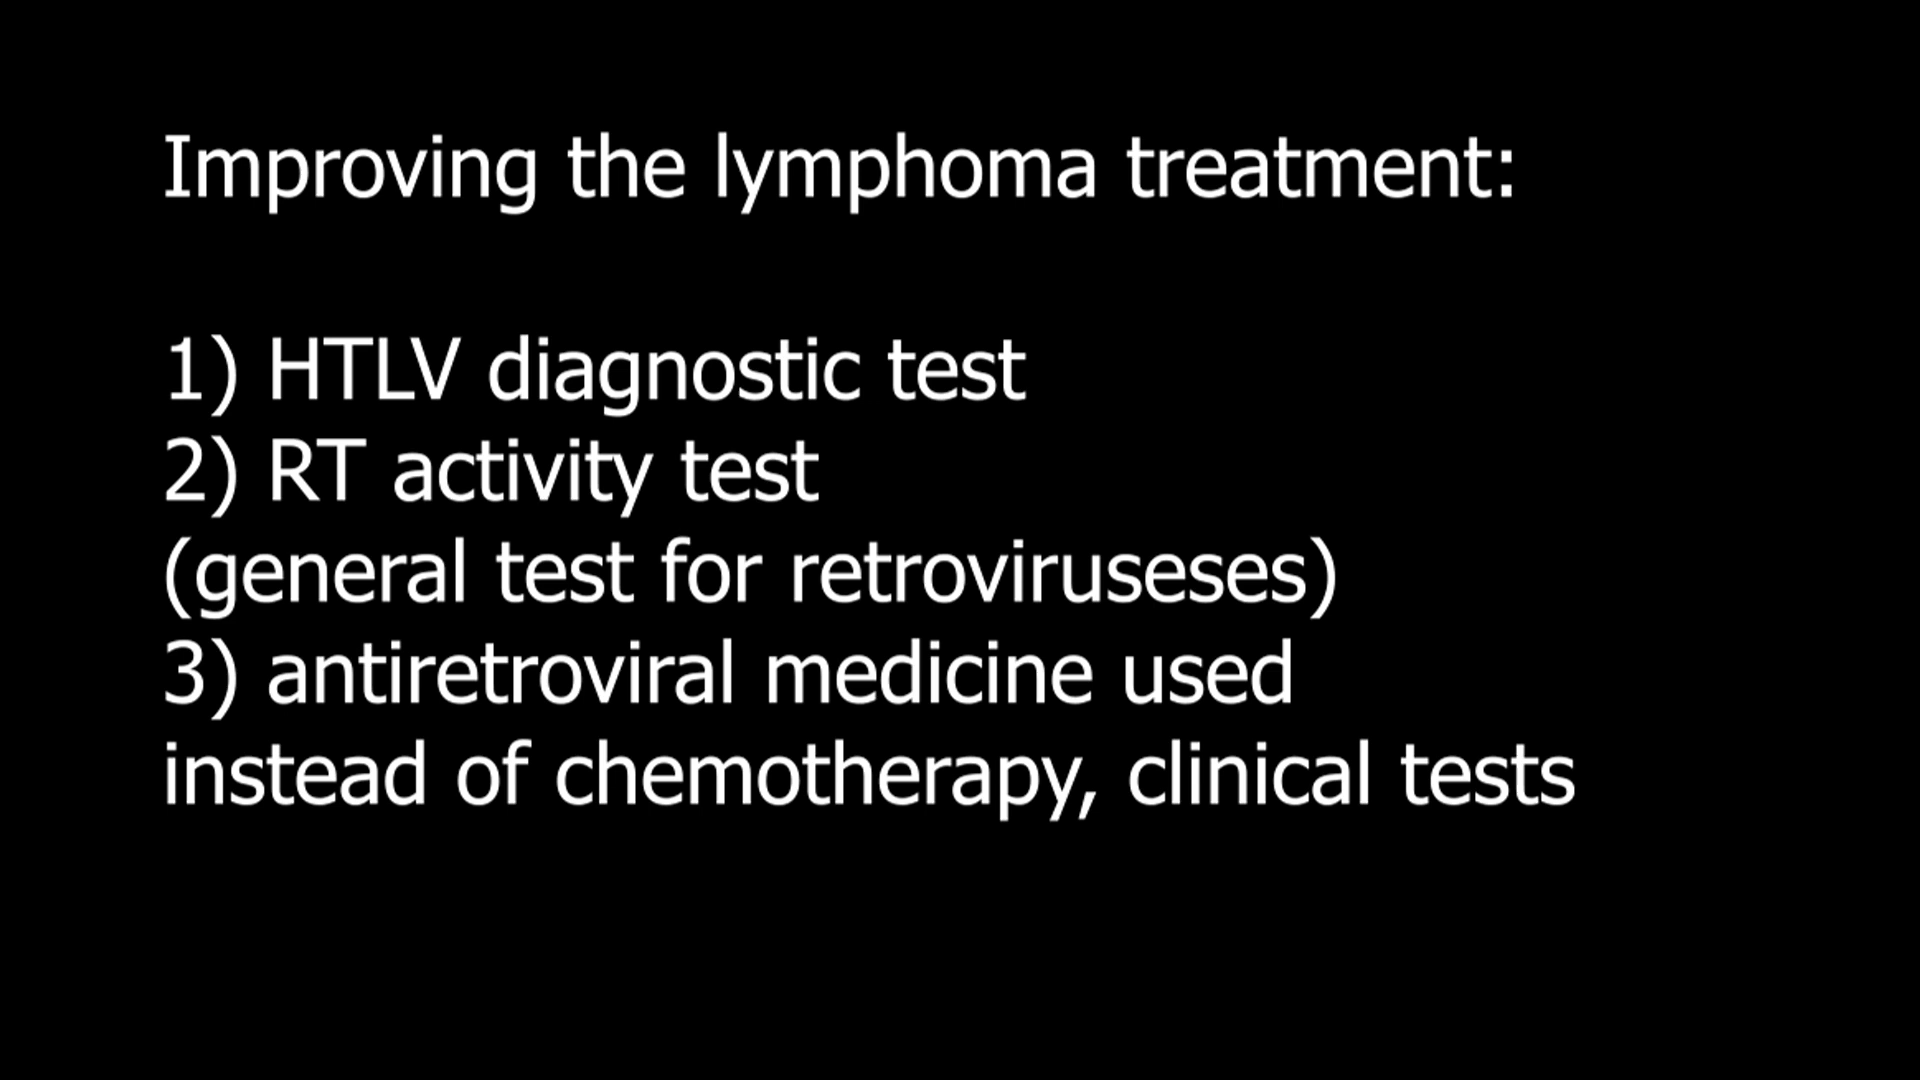 Improving the lymphoma treatment:
1) HTLV diagnostic test
2) RT activity test
(general test for retroviruseses)
3) antiretroviral medicine used
instead of chemotherapy, clinical tests